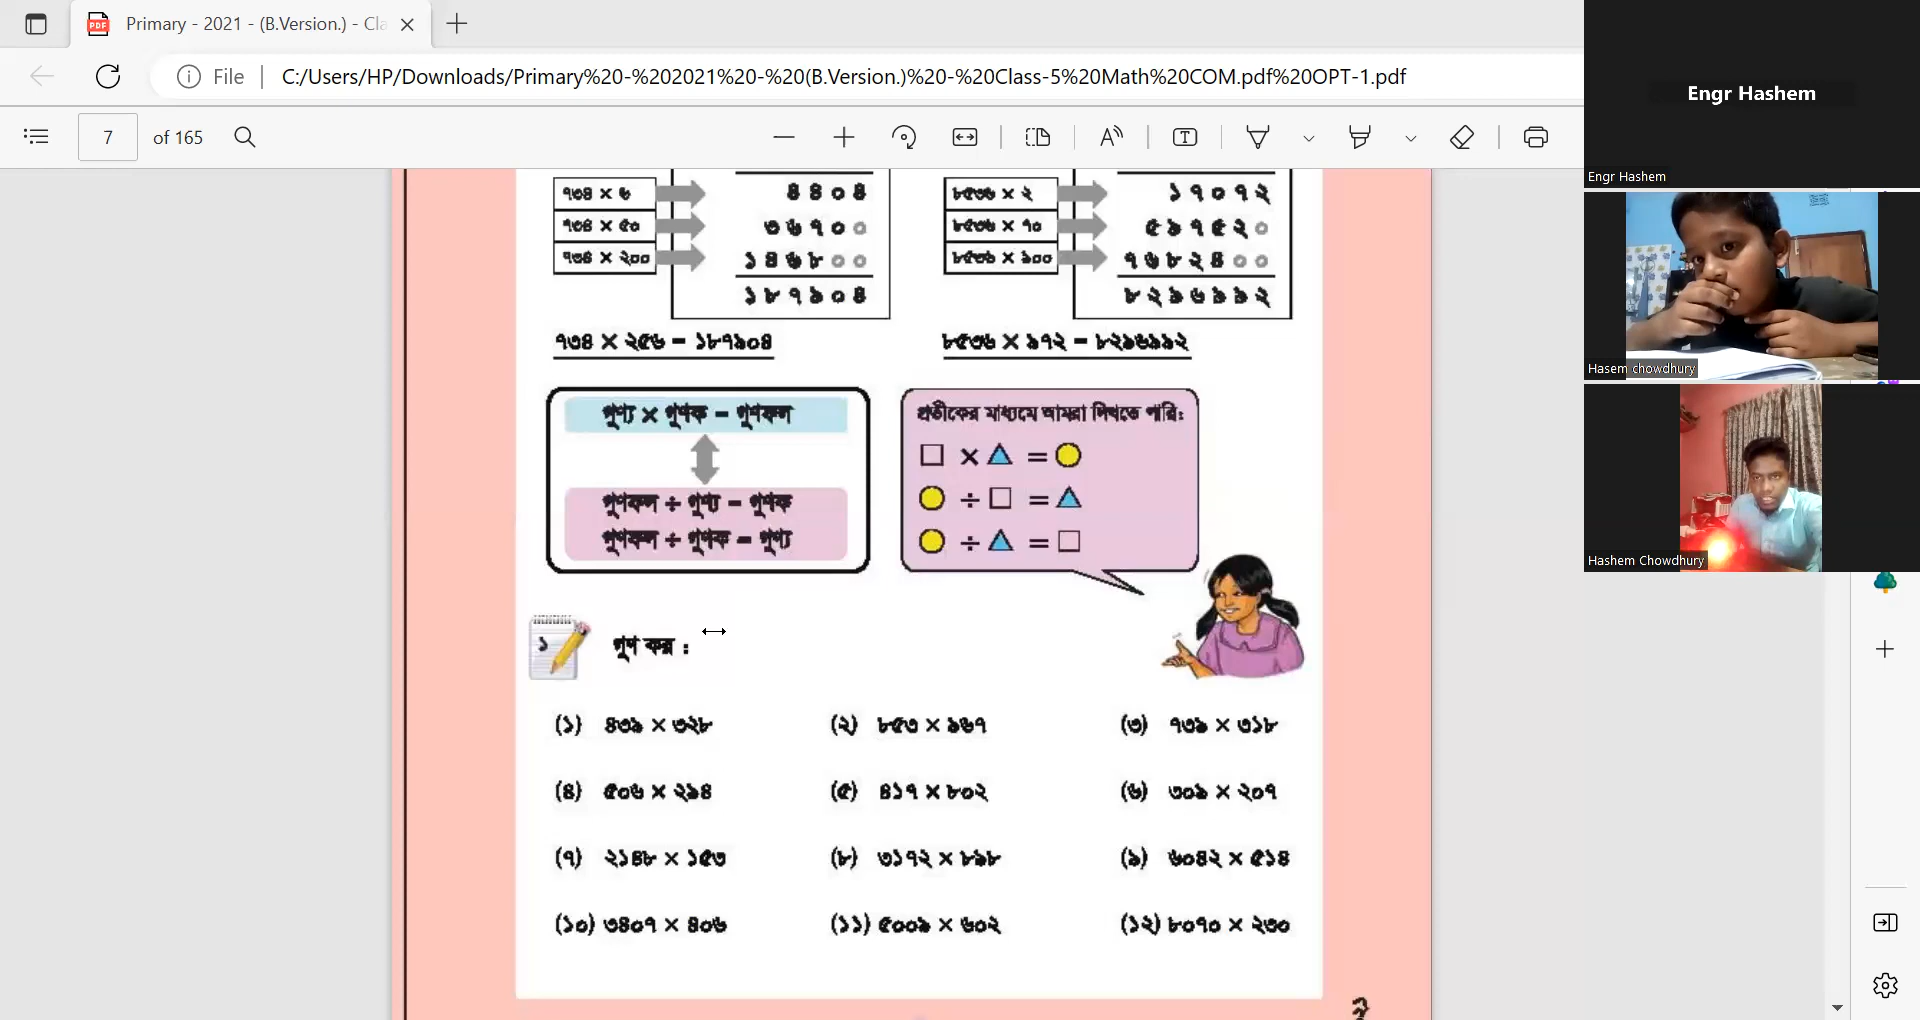 Primary - 2021 - (B.Version.) - Cla
File
C:/Users/HP/Downloads/Primary%20-%202021%20-%20(B.Version.)%20-%20Class-5%20Math%20COM.pdf%20OPT-1.pdf
7 of 165
৭৩৪ × ৬
৪৪০৪
৭৩৪ × ৫০
৩৬৭০০
৭৩৪ × ২০০
১৪৬৮০০
১৮৭৯০৪
৮৫৩৬ × ২
১৭০৭২
৮৫৩৬ × ৭০
৫৯৭৫২০
৮৫৩৬ × ৯০০
৭৬৮২৪০০
৮২৯৬৯৯২
৭৩৪ × ২৫৬ = ১৮৭৯০৪
৮৫৩৬ × ৯৭২ = ৮২৯৬৯৯২
গুণ্য × গুণক = গুণফল
গুণফল ÷ গুণ্য = গুণক
গুণফল ÷ গুণক = গুণ্য
প্রতীকের মাধ্যমে আমরা লিখতে পারি:
□ × △ = ○
○ ÷ □ = △
○ ÷ △ = □
১ গুণ কর :
(১) ৪৩৯ × ৩২৮ (২) ৮৫৩ × ৯৬৭ (৩) ৭৩৯ × ৩১৮
(৪) ৫০৬ × ২৯৪ (৫) ৪১৭ × ৮০২ (৬) ৩০৯ × ২০৭
(৭) ২১৪৮ × ১৫৩ (৮) ৩১৭২ × ৮৯৮ (৯) ৬০৪২ × ৫১৪
(১০) ৩৪০৭ × ৪০৬ (১১) ৫০০৯ × ৬০২ (১২) ৮০৭০ × ২৩০
Engr Hashem
Engr Hashem
Hasem chowdhury
Hashem Chowdhury